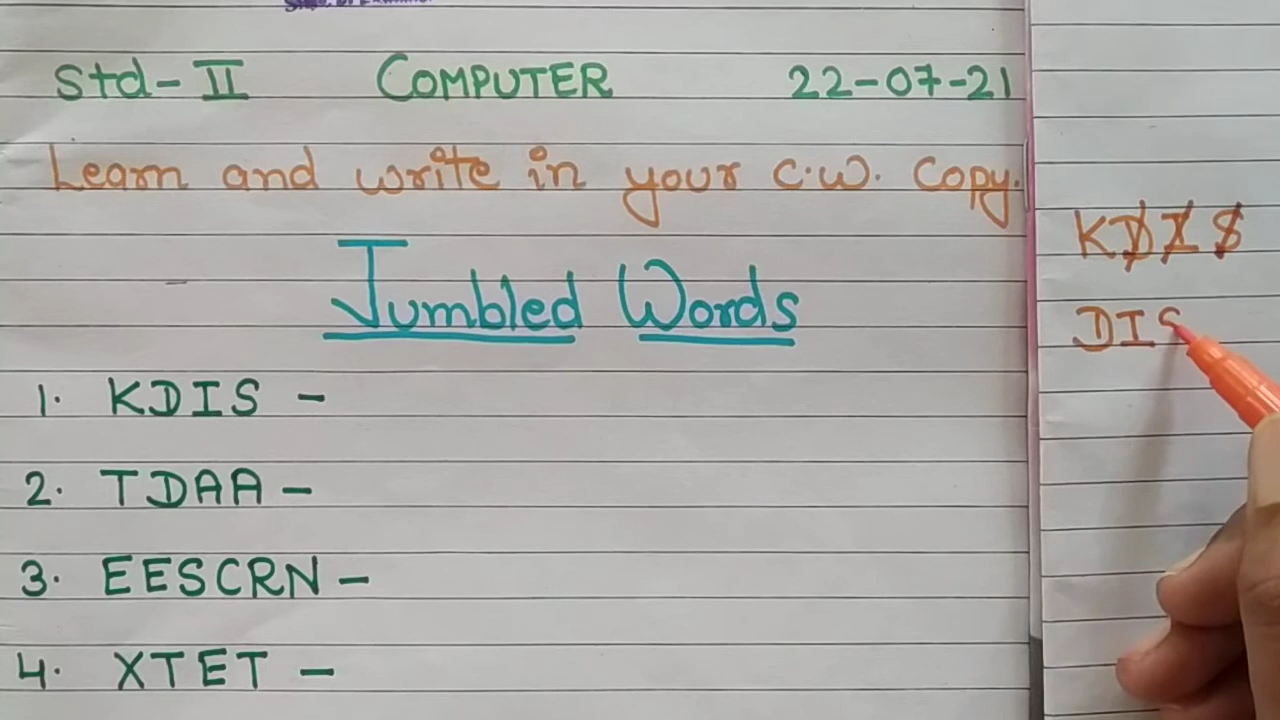 Std-II COMPUTER 22-07-21
Learn and write in your c.w. copy.
Jumbled Words
1. KDIS -
2. TDAA -
3. EESCRN -
4. XTET -
KDIS
DIS